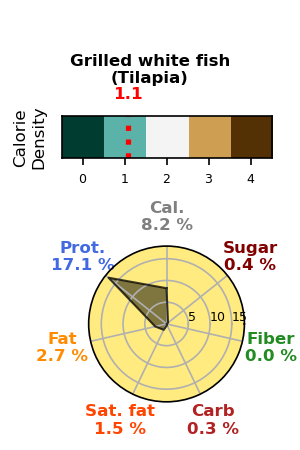 Grilled white fish
(Tilapia)
1.1
Calorie
Density
0 1 2 3 4
Cal.
8.2 %
Prot.
17.1 %
Sugar
0.4 %
5 10 15
Fat
2.7 %
Fiber
0.0 %
Sat. fat
1.5 %
Carb
0.3 %